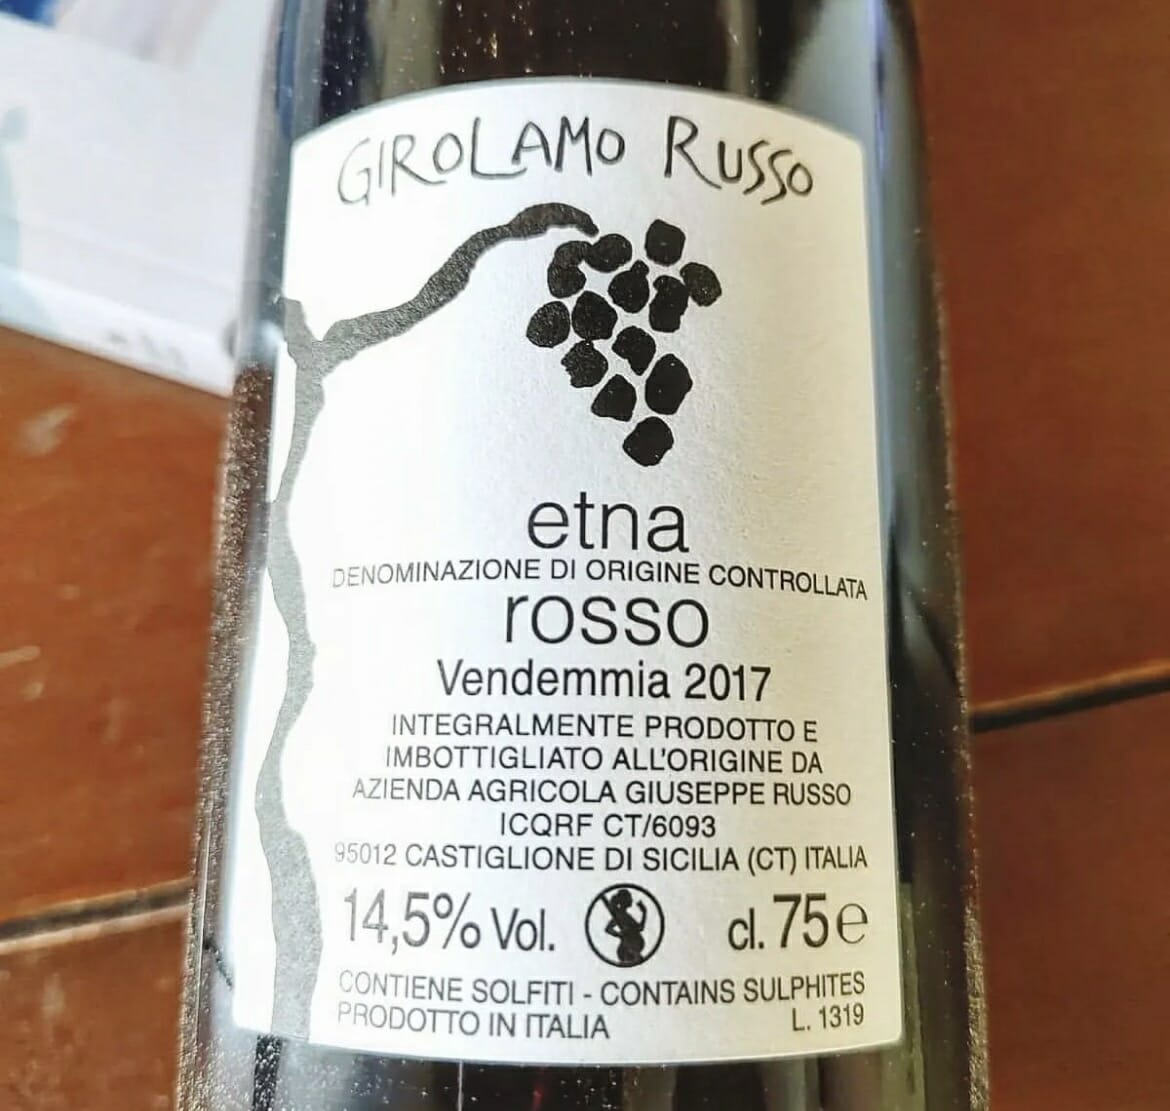 GIROLAMO RUSSO
etna
DENOMINAZIONE DI ORIGINE CONTROLLATA
rosso
Vendemmia 2017
INTEGRALMENTE PRODOTTO E
IMBOTTIGLIATO ALL'ORIGINE DA
AZIENDA AGRICOLA GIUSEPPE RUSSO
ICQRF CT/6093
95012 CASTIGLIONE DI SICILIA (CT) ITALIA
14,5% Vol. cl. 75 e
CONTIENE SOLFITI - CONTAINS SULPHITES
PRODOTTO IN ITALIA L. 1319